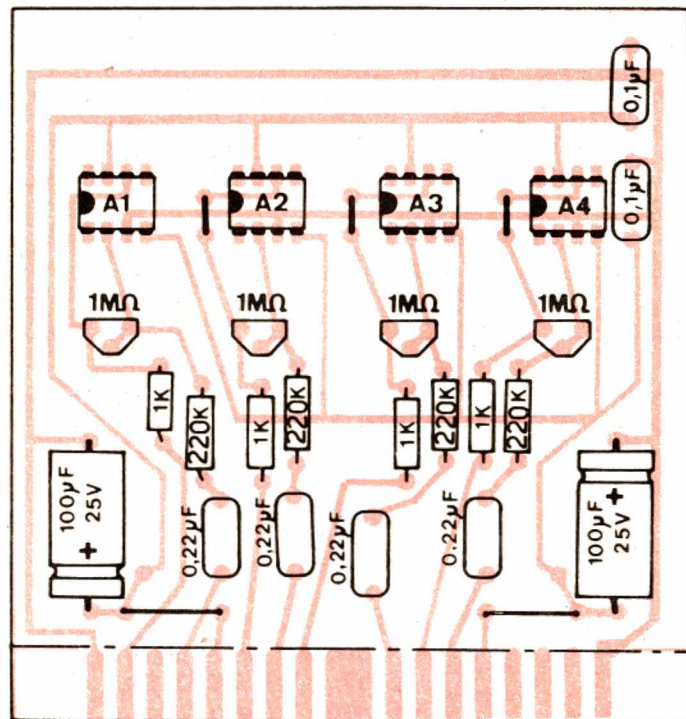 0,1µF
0,1µF
A1
A2
A3
A4
1MΩ
1MΩ
1MΩ
1MΩ
1K
220K
1K
220K
1K
220K
1K
220K
100µF
25V
+
0,22µF
0,22µF
0,22µF
0,22µF
100µF
25V
+